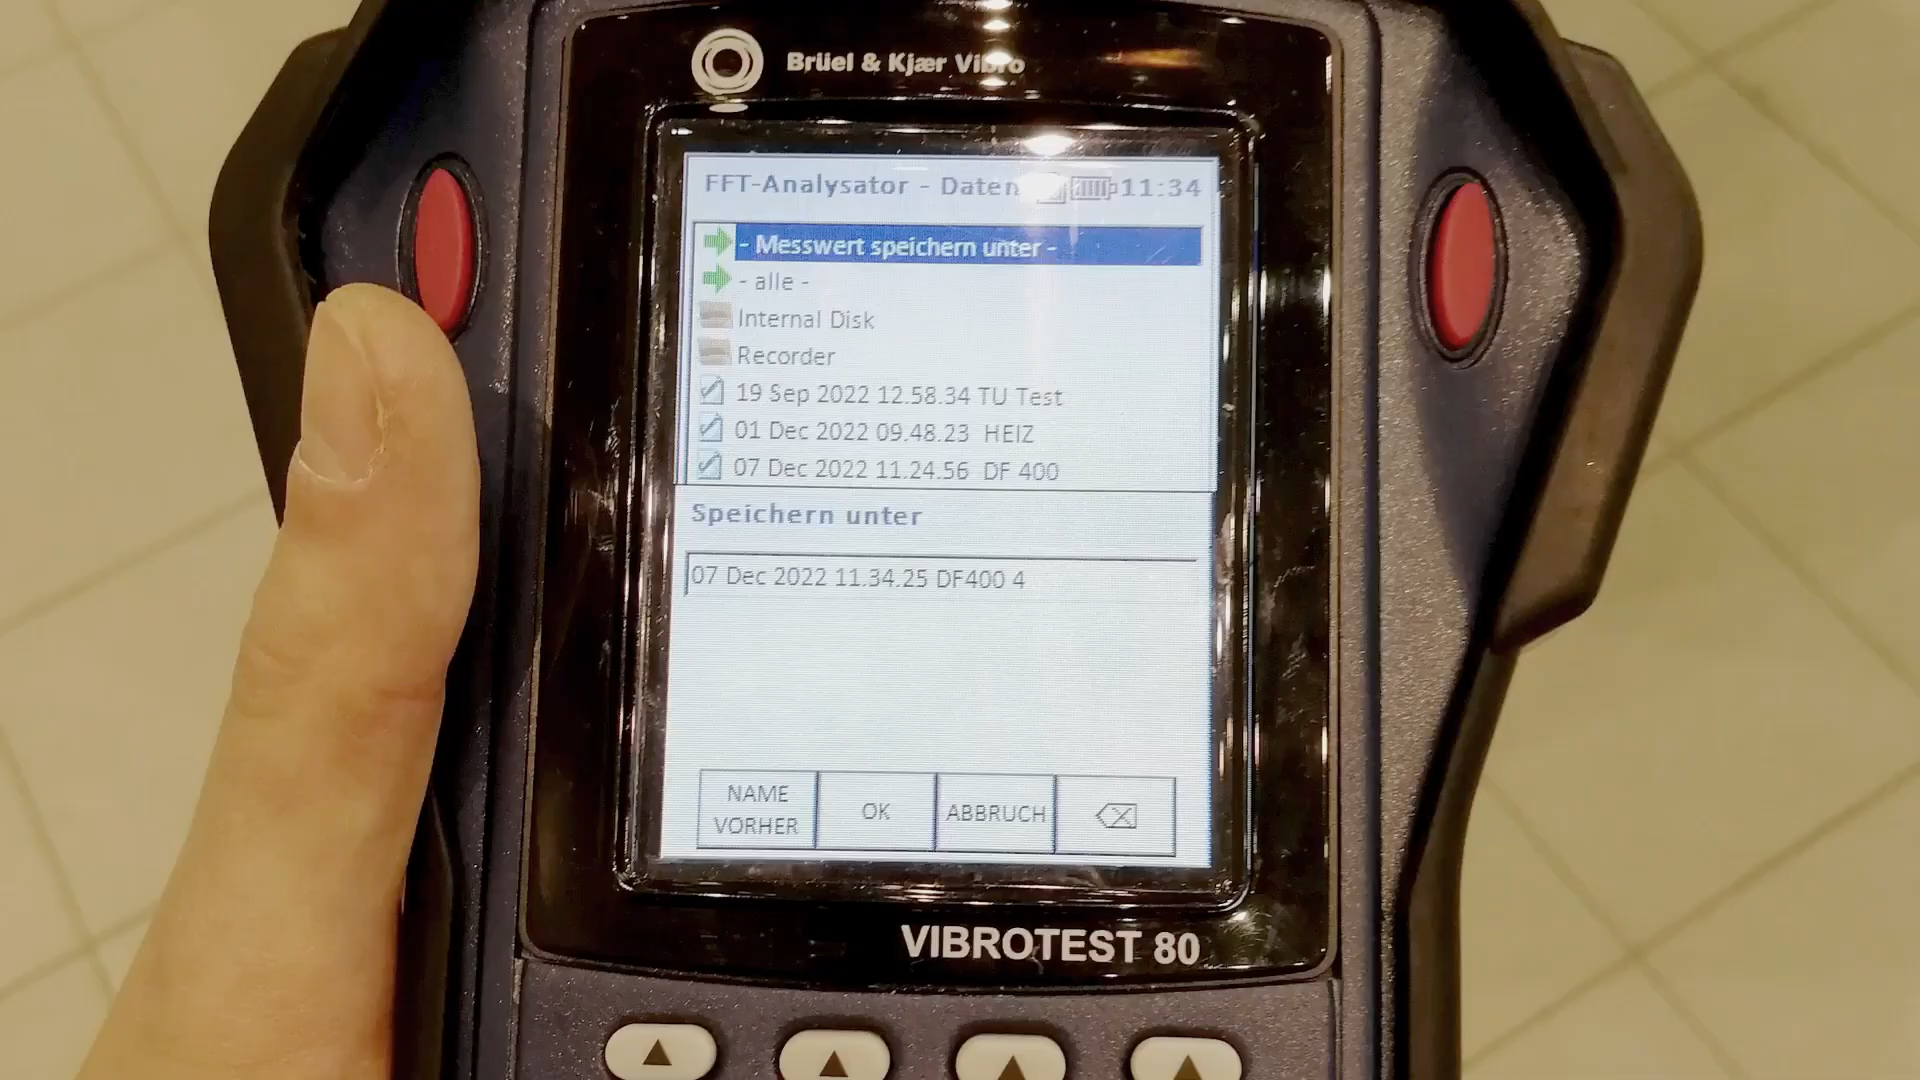 Brüel & Kjær Vibro
FFT-Analysator - Daten 11:34
- Messwert speichern unter -
- alle -
Internal Disk
Recorder
19 Sep 2022 12.58.34 TU Test
01 Dec 2022 09.48.23 HEIZ
07 Dec 2022 11.24.56 DF 400
Speichern unter
07 Dec 2022 11.34.25 DF400 4
NAME VORHER
OK
ABBRUCH
VIBROTEST 80